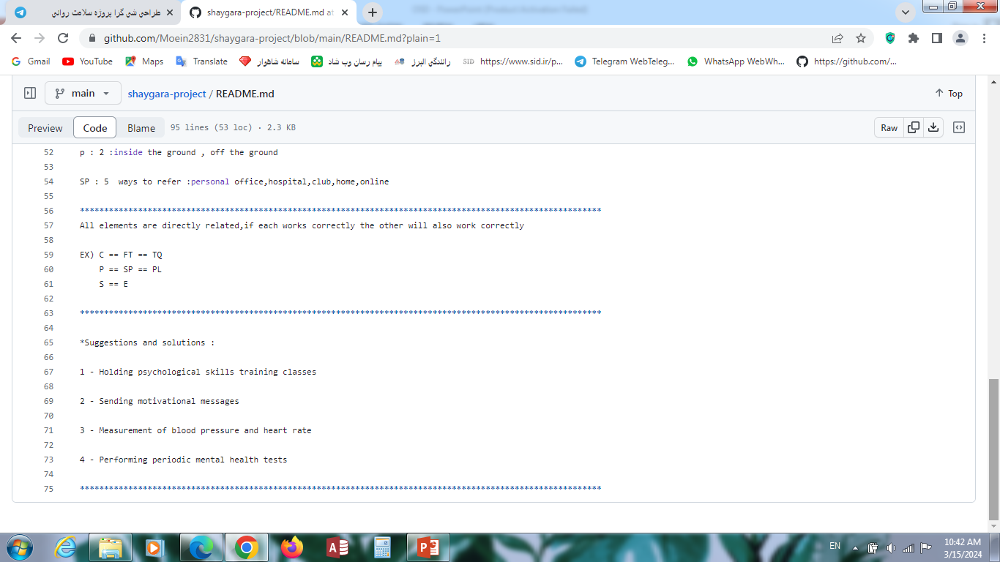 طراحی شی گرا پروژه سلامت روانی
shaygara-project/README.md at
github.com/Moein2831/shaygara-project/blob/main/README.md?plain=1
Gmail YouTube Maps Translate سامانه شاهوار پیام رسان وب شاد رانندگی البرز SID https://www.sid.ir/p... Telegram WebTeleg... WhatsApp WebWh... https://github.com/...
main shaygara-project / README.md Top
Preview Code Blame 95 lines (53 loc) · 2.3 KB Raw
52 p : 2 :inside the ground , off the ground
53
54 SP : 5  ways to refer :personal office,hospital,club,home,online
55
56 ************************************************************************************************************
57 All elements are directly related,if each works correctly the other will also work correctly
58
59 EX) C == FT == TQ
60     P == SP == PL
61     S == E
62
63 ************************************************************************************************************
64
65 *Suggestions and solutions :
66
67 1 - Holding psychological skills training classes
68
69 2 - Sending motivational messages
70
71 3 - Measurement of blood pressure and heart rate
72
73 4 - Performing periodic mental health tests
74
75 ************************************************************************************************************
EN 10:42 AM
3/15/2024